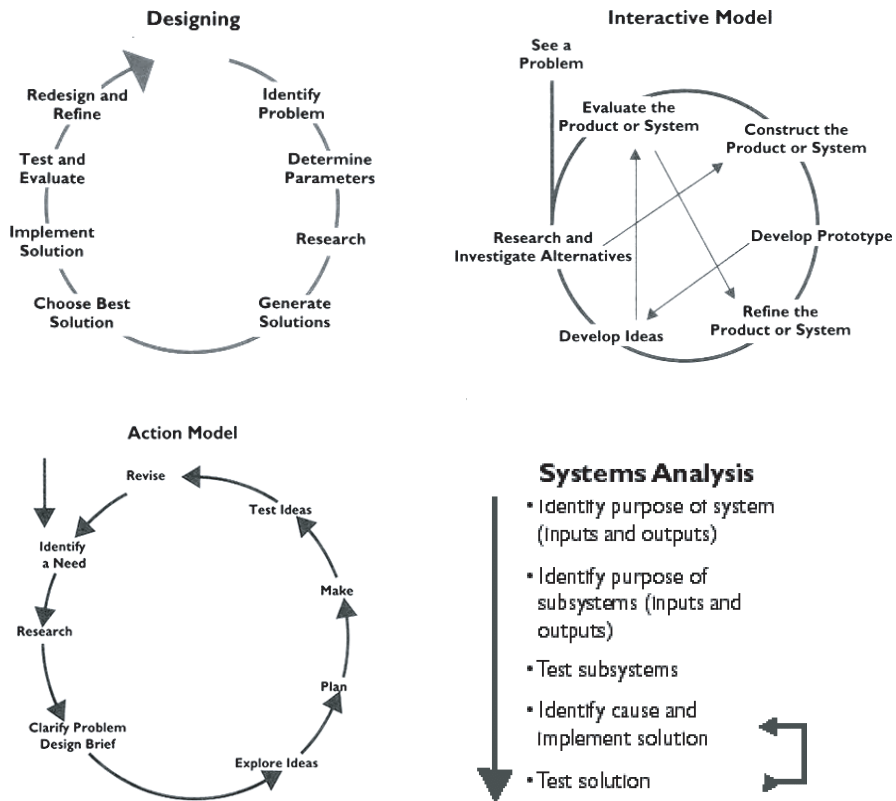 Designing
Identify
Problem
Determine
Parameters
Research
Generate
Solutions
Choose Best
Solution
Implement
Solution
Test and
Evaluate
Redesign and
Refine
Interactive Model
See a
Problem
Evaluate the
Product or System
Construct the
Product or System
Research and
Investigate Alternatives
Develop Prototype
Refine the
Product or System
Develop Ideas
Action Model
Revise
Identify
a Need
Research
Clarify Problem
Design Brief
Explore Ideas
Plan
Make
Test Ideas
Systems Analysis
• Identify purpose of system
(inputs and outputs)
• Identify purpose of
subsystems (inputs and
outputs)
• Test subsystems
• Identify cause and
implement solution
• Test solution